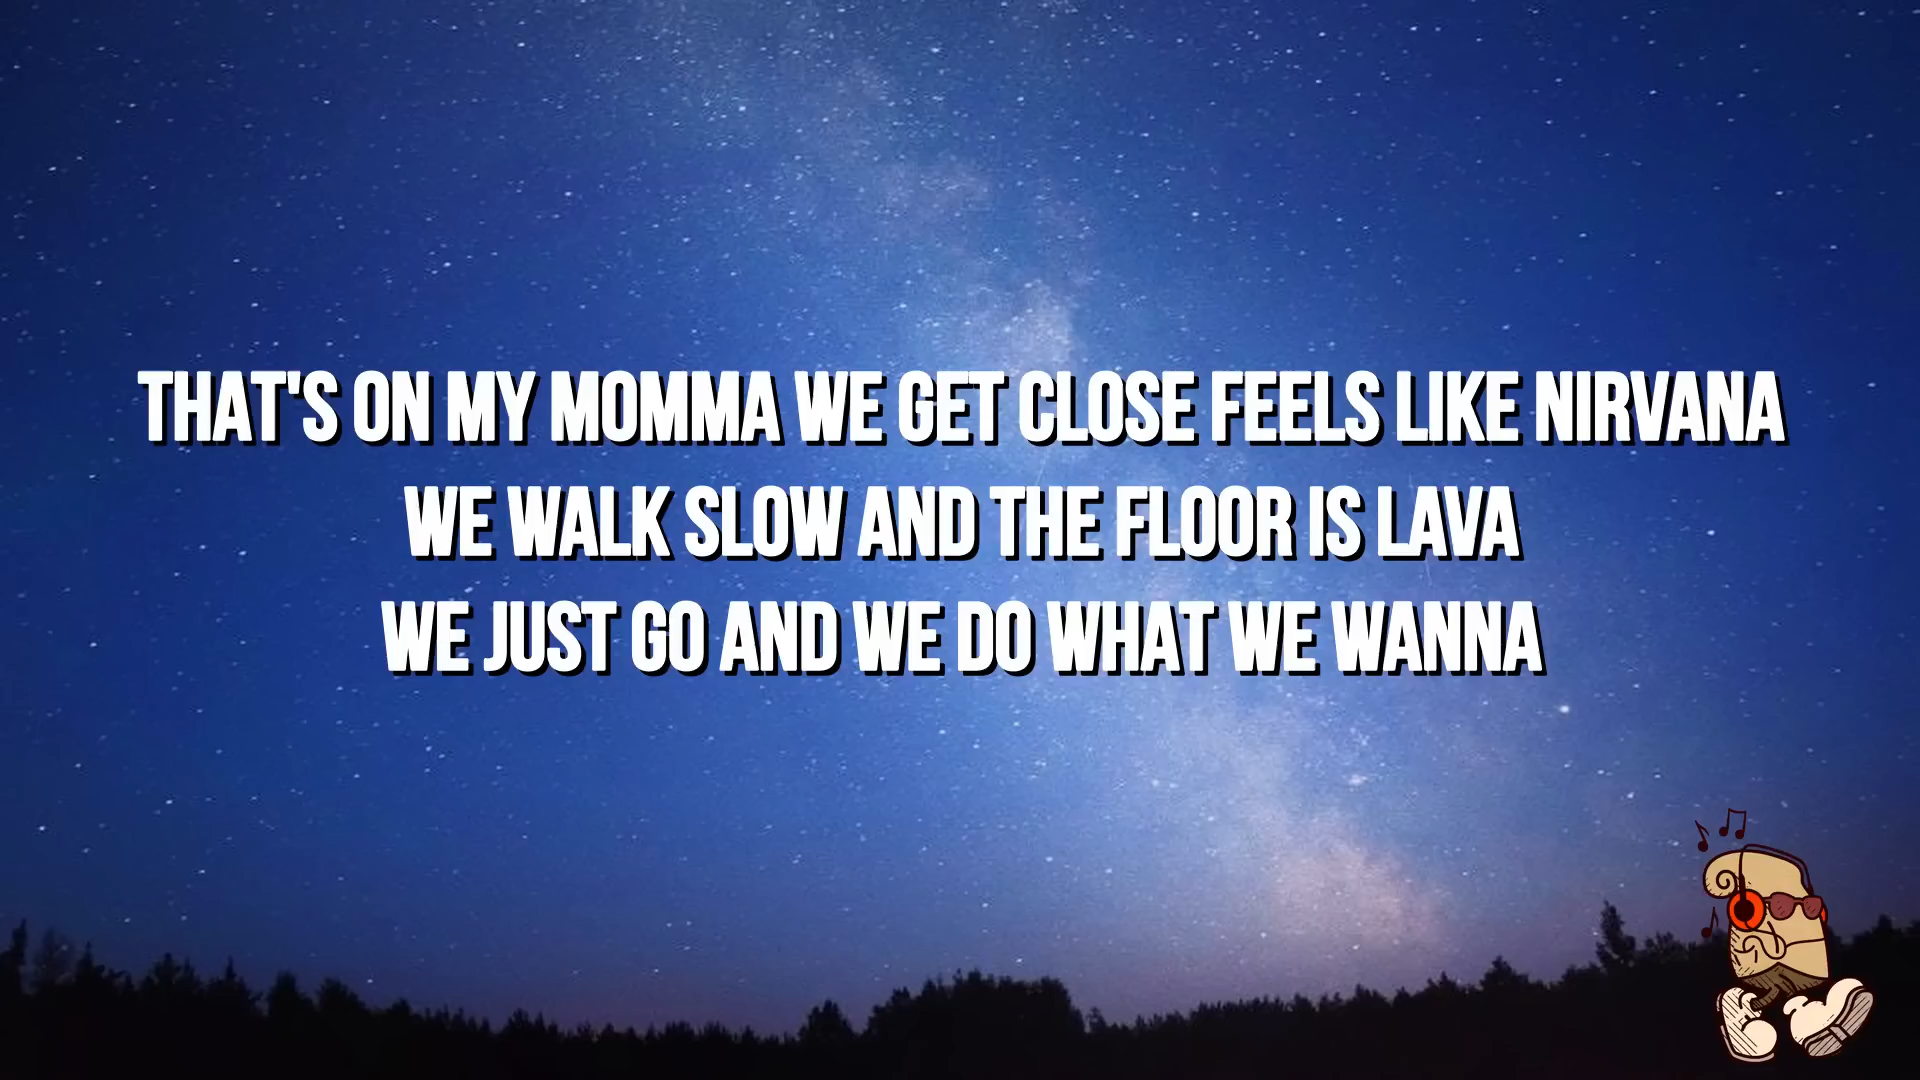 THAT'S ON MY MOMMA WE GET CLOSE FEELS LIKE NIRVANA
WE WALK SLOW AND THE FLOOR IS LAVA
WE JUST GO AND WE DO WHAT WE WANNA